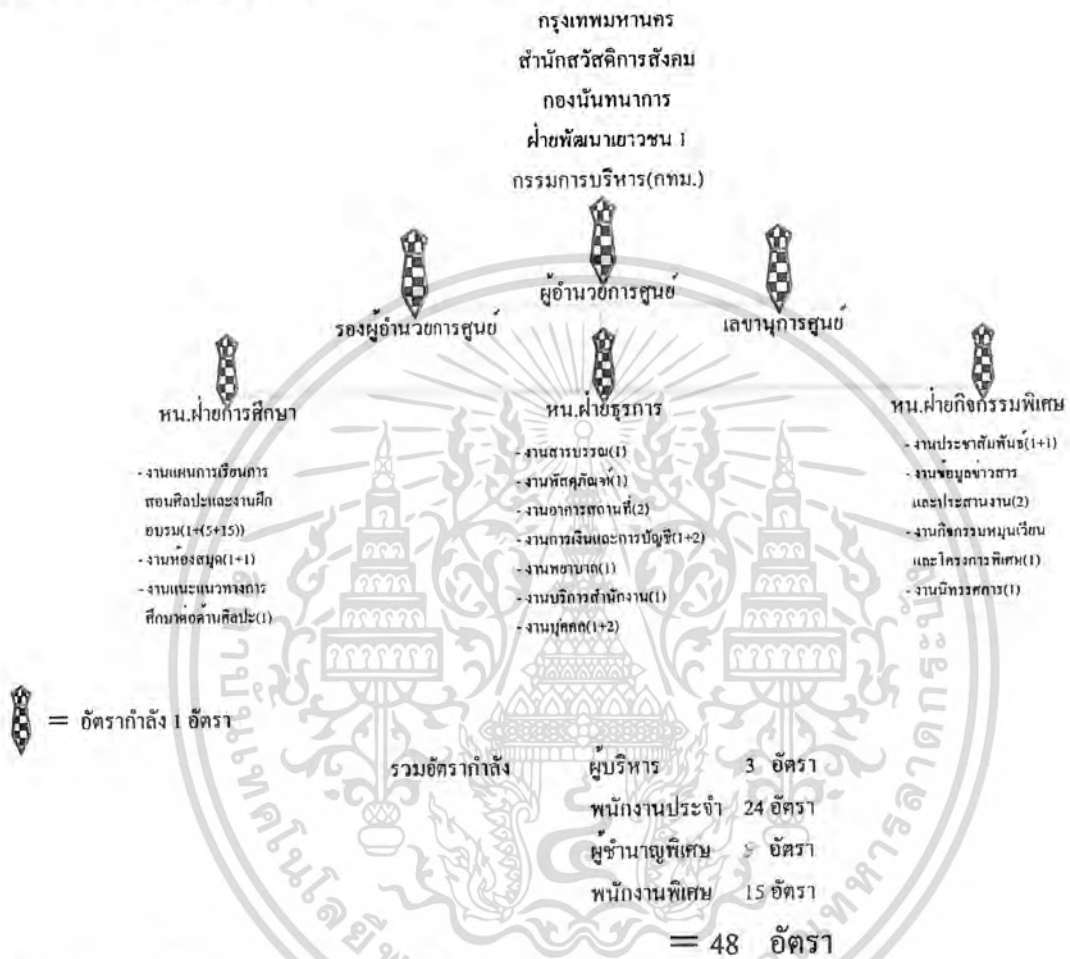 กรุงเทพมหานคร
สำนักสวัสดิการสังคม
กองนันทนาการ
ฝ่ายพัฒนาเยาวชน 1
กรรมการบริหาร(กทม.)
ผู้อำนวยการศูนย์
รองผู้อำนวยการศูนย์
เลขานุการศูนย์
หน.ฝ่ายการศึกษา
- งานแผนการเรียนการ
สอนศิลปะและงานฝึก
อบรม(1+(5+15))
- งานห้องสมุด(1+1)
- งานแนะแนวทางการ
ศึกษาต่อด้านศิลปะ(1)
หน.ฝ่ายธุรการ
- งานสารบรรณ(1)
- งานพัสดุภัณฑ์(1)
- งานอาคารสถานที่(2)
- งานการเงินและการบัญชี(1+2)
- งานพยาบาล(1)
- งานบริการสำนักงาน(1)
- งานบุคคล(1+2)
หน.ฝ่ายกิจกรรมพิเศษ
- งานประชาสัมพันธ์(1+1)
- งานข้อมูลข่าวสาร
และประสานงาน(2)
- งานกิจกรรมหมุนเวียน
และโครงการพิเศษ(1)
- งานนิทรรศการ(1)
= อัตรากำลัง 1 อัตรา
รวมอัตรากำลัง ผู้บริหาร 3 อัตรา
พนักงานประจำ 24 อัตรา
ผู้ชำนาญพิเศษ อัตรา
พนักงานพิเศษ 15 อัตรา
= 48 อัตรา